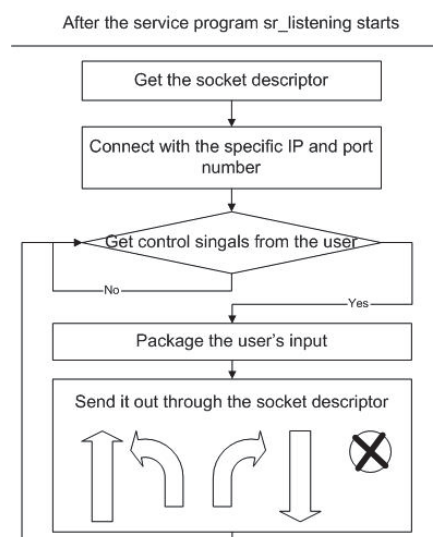 After the service program sr_listening starts
Get the socket descriptor
Connect with the specific IP and port
number
Get control singals from the user
No
Yes
Package the user's input
Send it out through the socket descriptor